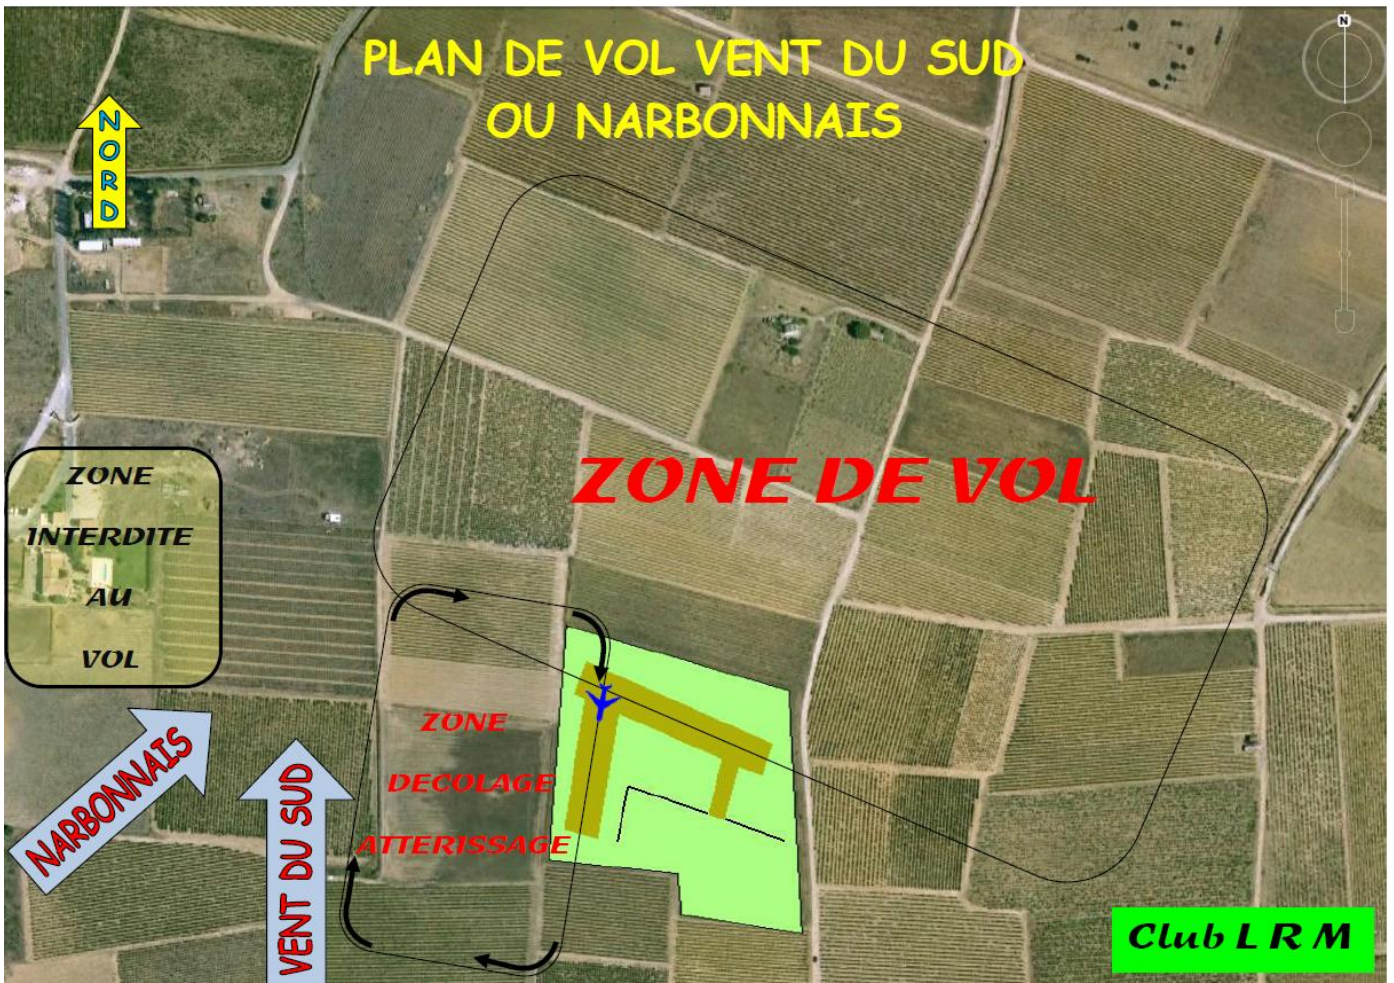 PLAN DE VOL VENT DU SUD
OU NARBONNAIS
N
NORD
ZONE DE VOL
ZONE
INTERDITE
AU
VOL
ZONE
DECOLAGE
ATTERISSAGE
NARBONNAIS
VENT DU SUD
Club L R M